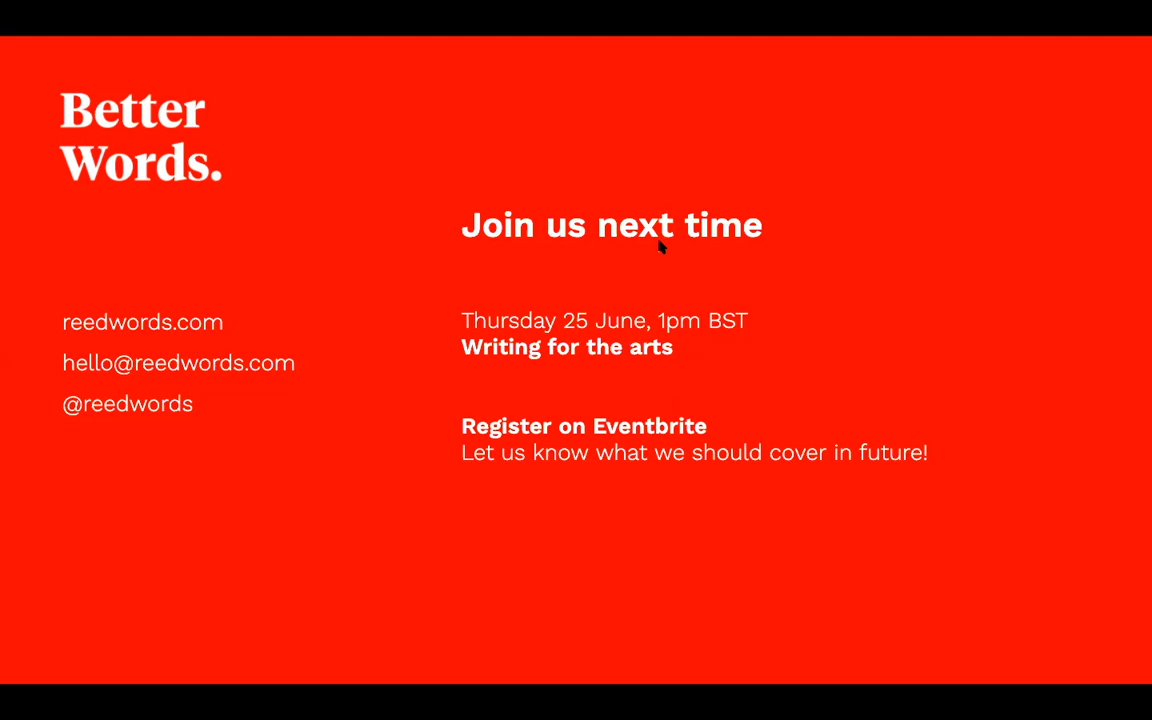 Better
Words.
Join us next time
reedwords.com
hello@reedwords.com
@reedwords
Thursday 25 June, 1pm BST
Writing for the arts
Register on Eventbrite
Let us know what we should cover in future!